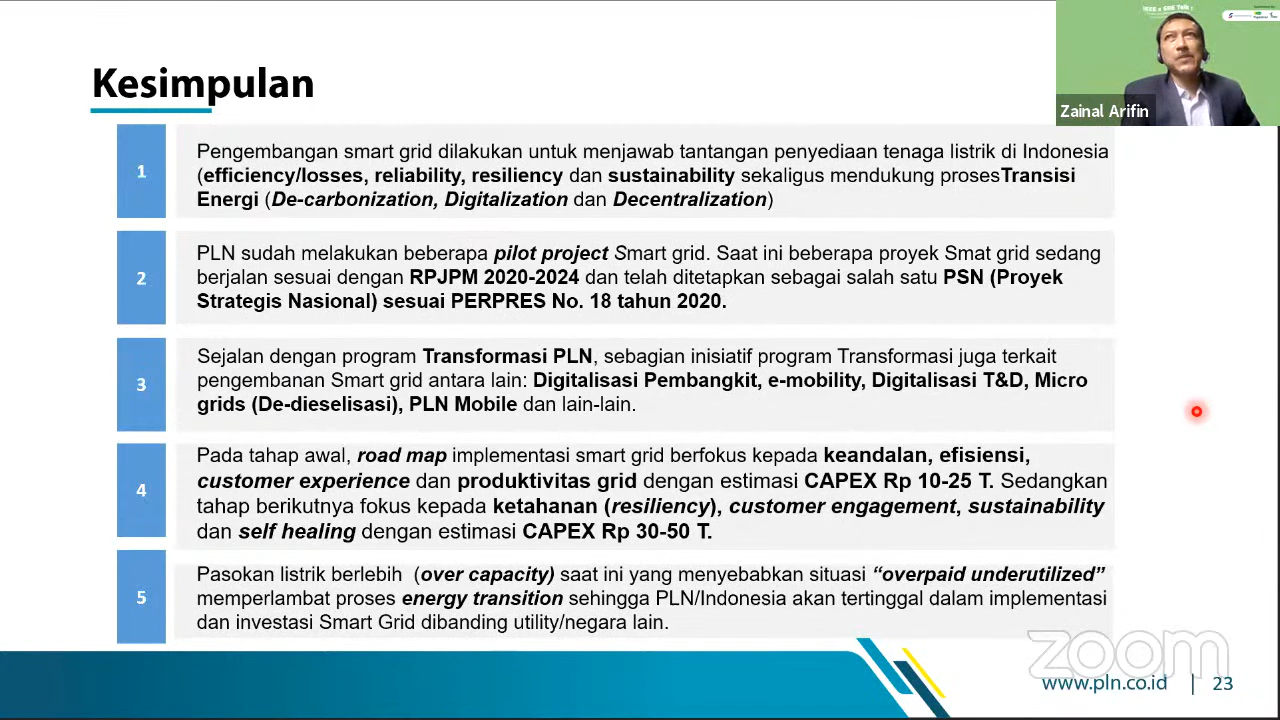 Kesimpulan
IEEE x SRE Talk
Zainal Arifin
1
Pengembangan smart grid dilakukan untuk menjawab tantangan penyediaan tenaga listrik di Indonesia
(efficiency/losses, reliability, resiliency dan sustainability sekaligus mendukung prosesTransisi
Energi (De-carbonization, Digitalization dan Decentralization)
2
PLN sudah melakukan beberapa pilot project Smart grid. Saat ini beberapa proyek Smat grid sedang
berjalan sesuai dengan RPJPM 2020-2024 dan telah ditetapkan sebagai salah satu PSN (Proyek
Strategis Nasional) sesuai PERPRES No. 18 tahun 2020.
3
Sejalan dengan program Transformasi PLN, sebagian inisiatif program Transformasi juga terkait
pengembanan Smart grid antara lain: Digitalisasi Pembangkit, e-mobility, Digitalisasi T&D, Micro
grids (De-dieselisasi), PLN Mobile dan lain-lain.
4
Pada tahap awal, road map implementasi smart grid berfokus kepada keandalan, efisiensi,
customer experience dan produktivitas grid dengan estimasi CAPEX Rp 10-25 T. Sedangkan
tahap berikutnya fokus kepada ketahanan (resiliency), customer engagement, sustainability
dan self healing dengan estimasi CAPEX Rp 30-50 T.
5
Pasokan listrik berlebih (over capacity) saat ini yang menyebabkan situasi “overpaid underutilized”
memperlambat proses energy transition sehingga PLN/Indonesia akan tertinggal dalam implementasi
dan investasi Smart Grid dibanding utility/negara lain.
zoom
www.pln.co.id | 23